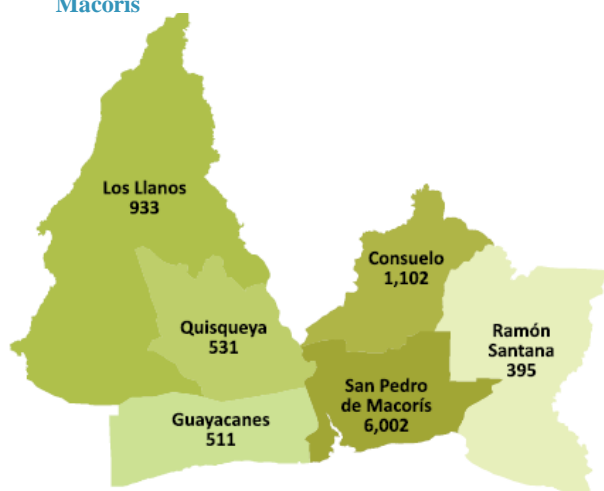 Macorís
Los Llanos
933
Consuelo
1,102
Quisqueya
531
Ramón
Santana
395
San Pedro
de Macorís
6,002
Guayacanes
511